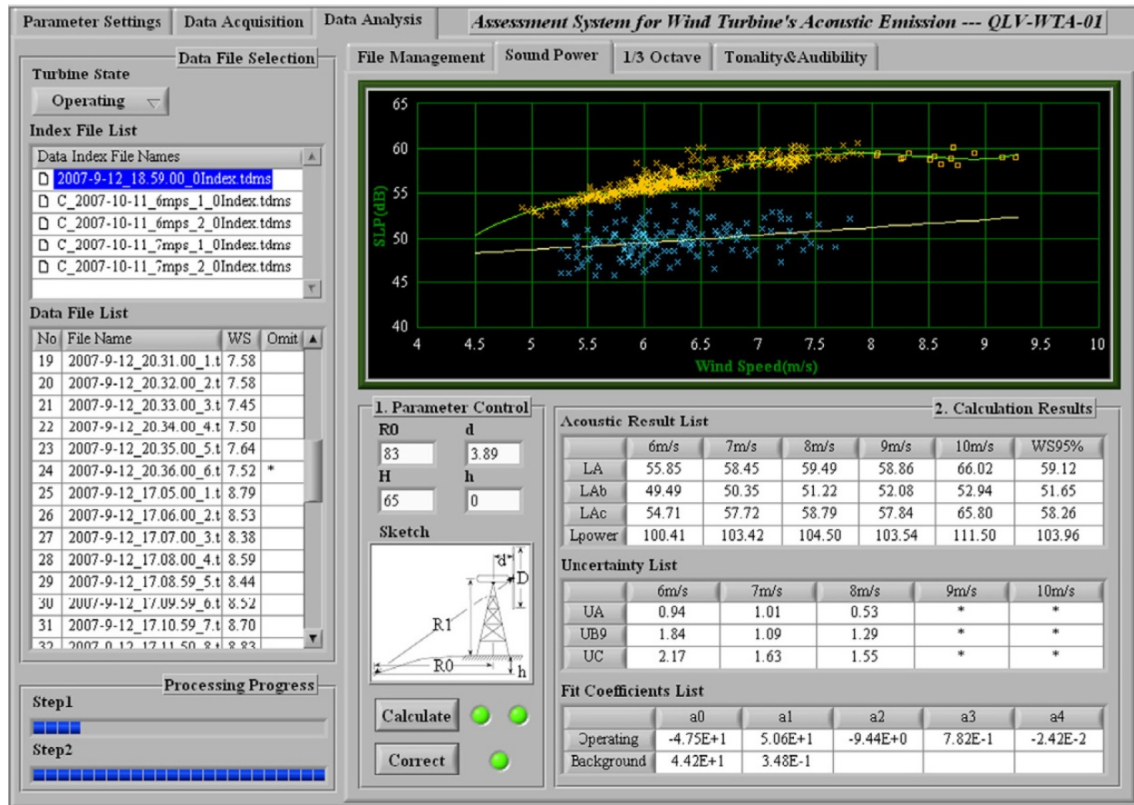 Parameter Settings Data Acquisition Data Analysis Assessment System for Wind Turbine's Acoustic Emission --- QLV-WTA-01
Data File Selection
Turbine State
Operating
Index File List
Data Index File Names
2007-9-12_18.59.00_0Index.tdms
C_2007-10-11_6mps_1_0Index.tdms
C_2007-10-11_6mps_2_0Index.tdms
C_2007-10-11_7mps_1_0Index.tdms
C_2007-10-11_7mps_2_0Index.tdms
Data File List
No File Name WS Omit
19 2007-9-12_20.31.00_1.t 7.58
20 2007-9-12_20.32.00_2.t 7.58
21 2007-9-12_20.33.00_3.t 7.45
22 2007-9-12_20.34.00_4.t 7.50
23 2007-9-12_20.35.00_5.t 7.64
24 2007-9-12_20.36.00_6.t 7.52 *
25 2007-9-12_17.05.00_1.t 8.79
26 2007-9-12_17.06.00_2.t 8.53
27 2007-9-12_17.07.00_3.t 8.38
28 2007-9-12_17.08.00_4.t 8.59
29 2007-9-12_17.08.59_5.t 8.44
30 2007-9-12_17.09.59_6.t 8.52
31 2007-9-12_17.10.59_7.t 8.70
32 2007-9-12_17.11.59_8.t 8.83
Processing Progress
Step1
Step2
File Management Sound Power 1/3 Octave Tonality&Audibility
65
60
55
50
45
40
SLP(dB)
4 4.5 5 5.5 6 6.5 7 7.5 8 8.5 9 9.5 10
Wind Speed(m/s)
1. Parameter Control
R0 d
83 3.89
H h
65 0
Sketch
d
D
R1
R0
h
Calculate
Correct
2. Calculation Results
Acoustic Result List
6m/s 7m/s 8m/s 9m/s 10m/s WS95%
LA 55.85 58.45 59.49 58.86 66.02 59.12
LAb 49.49 50.35 51.22 52.08 52.94 51.65
LAc 54.71 57.72 58.79 57.84 65.80 58.26
Lpower 100.41 103.42 104.50 103.54 111.50 103.96
Uncertainty List
6m/s 7m/s 8m/s 9m/s 10m/s
UA 0.94 1.01 0.53 * *
UB9 1.84 1.09 1.29 * *
UC 2.17 1.63 1.55 * *
Fit Coefficients List
a0 a1 a2 a3 a4
Operating -4.75E+1 5.06E+1 -9.44E+0 7.82E-1 -2.42E-2
Background 4.42E+1 3.48E-1